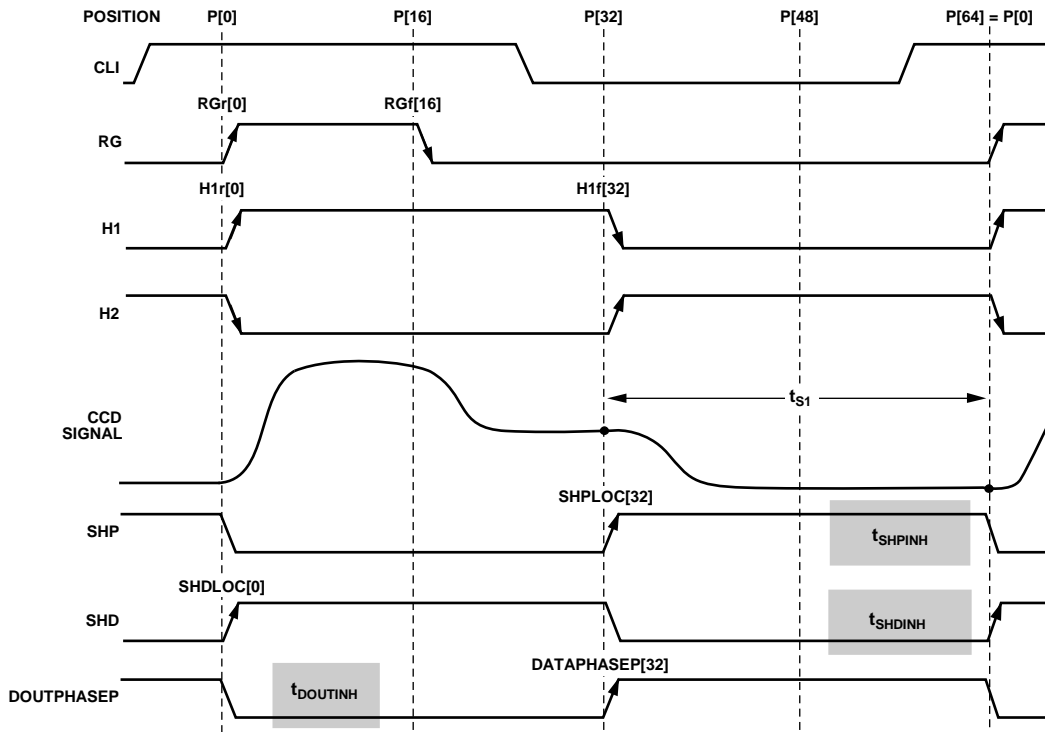 POSITION P[0] P[16] P[32] P[48] P[64] = P[0]
CLI
RGr[0] RGf[16]
RG
H1r[0] H1f[32]
H1
H2
tS1
CCD
SIGNAL
SHPLOC[32]
SHP
tSHPINH
SHDLOC[0]
SHD
tSHDINH
DATAPHASEP[32]
DOUTPHASEP
tDOUTINH